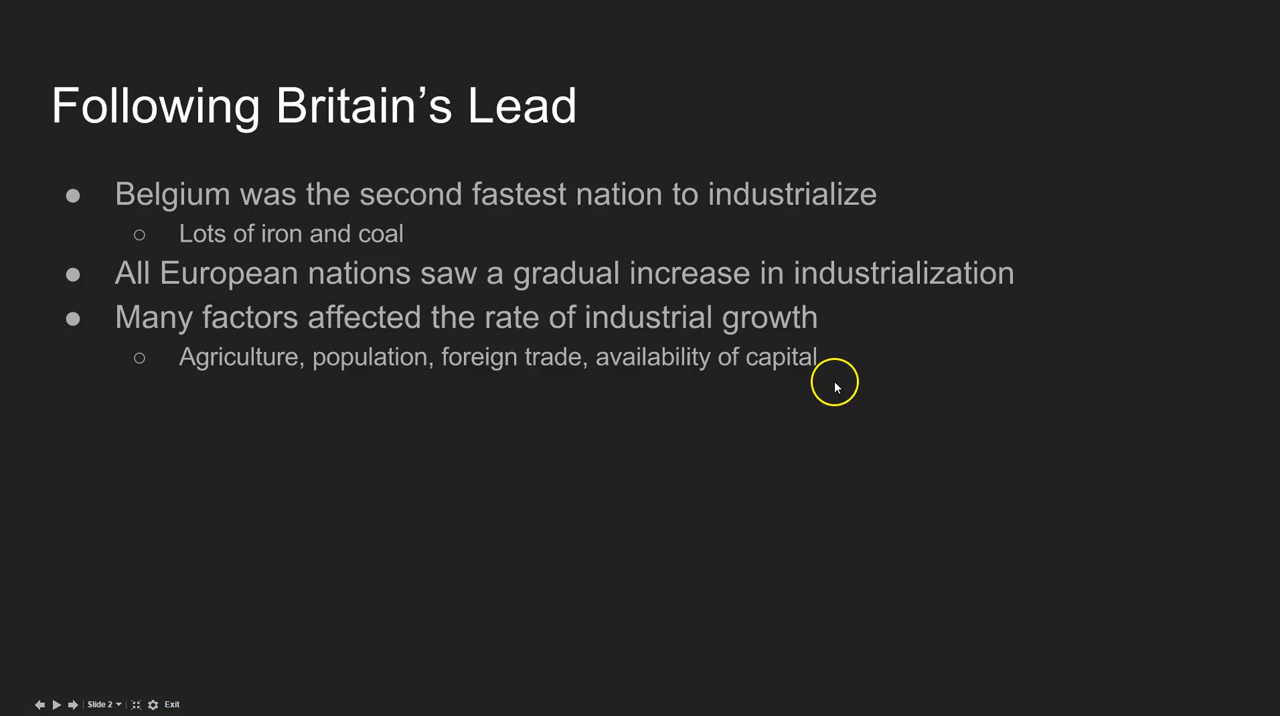 Following Britain’s Lead
● Belgium was the second fastest nation to industrialize
○ Lots of iron and coal
● All European nations saw a gradual increase in industrialization
● Many factors affected the rate of industrial growth
○ Agriculture, population, foreign trade, availability of capital
Slide 2 Exit